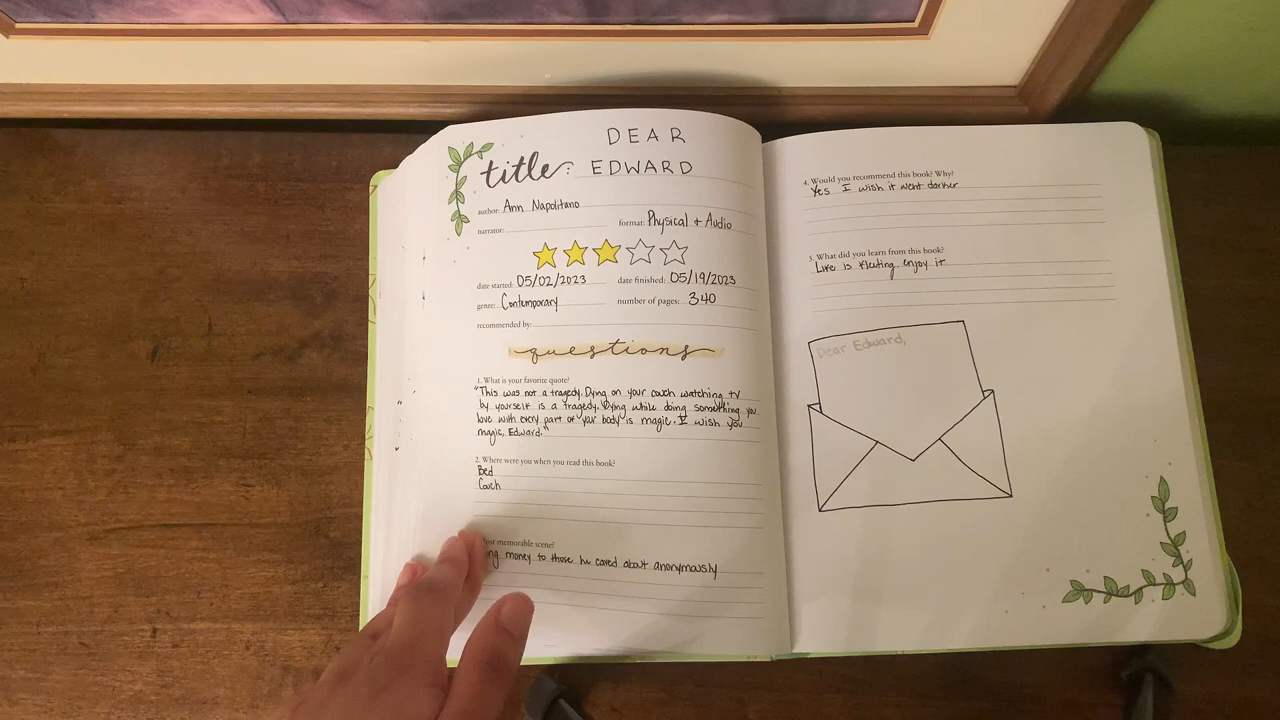 DEAR
title: EDWARD
author: Ann Napolitano
narrator:
format: Physical + Audio
date started: 05/02/2023
date finished: 05/19/2023
genre: Contemporary
number of pages: 340
recommended by:
questions
1. What is your favorite quote?
"This was not a tragedy. Dying on your couch watching tv
by yourself is a tragedy. Dying while doing something you
love with every part of your body is magic. I wish you
magic, Edward."
2. Where were you when you read this book?
Bed
Couch
most memorable scene?
money to those he cared about anonymously
4. Would you recommend this book? Why?
Yes I wish it went darker
5. What did you learn from this book?
Life is fleeting, enjoy it
Dear Edward,